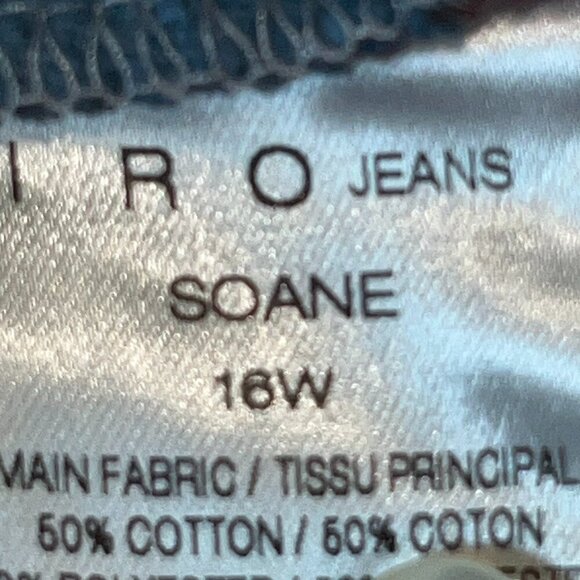 I R O JEANS
SOANE
16W
MAIN FABRIC / TISSU PRINCIPAL
50% COTTON / 50% COTON